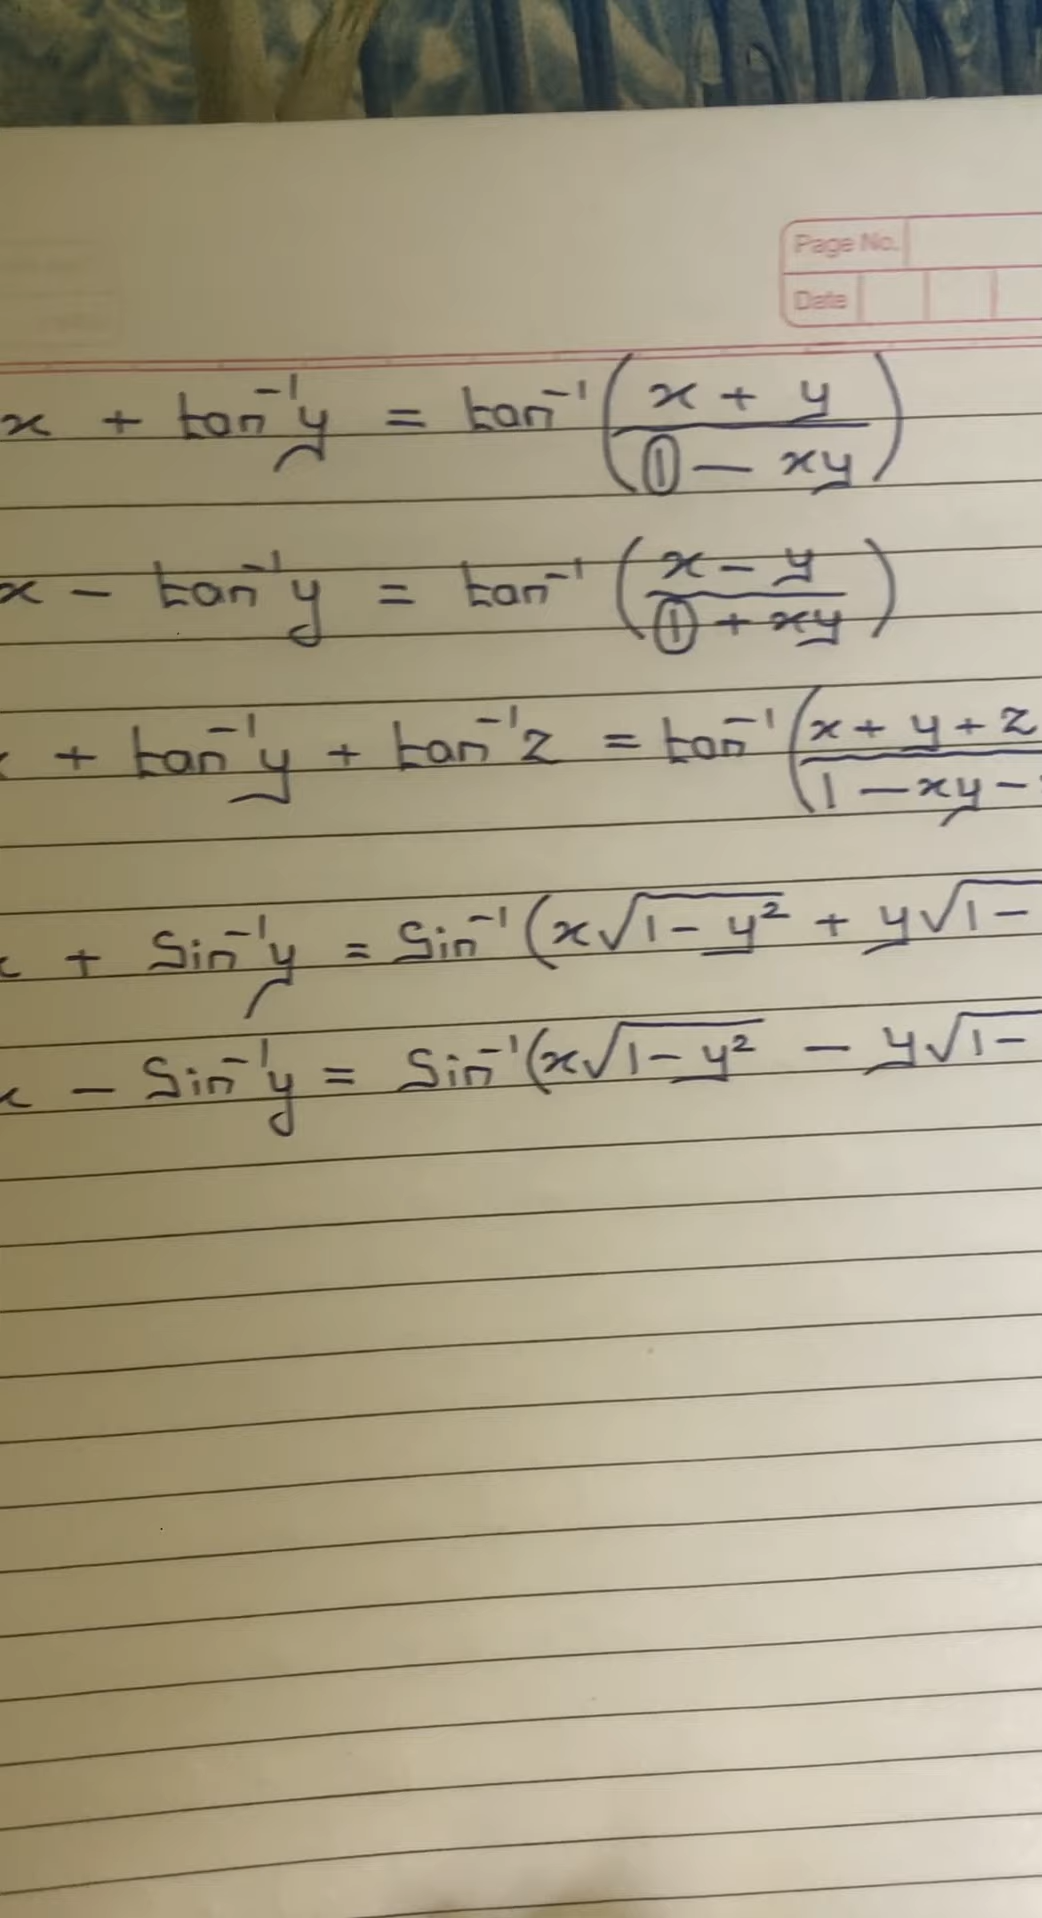 Page No.
Date
x + tan⁻¹y = tan⁻¹(x + y / 1 - xy)
x - tan⁻¹y = tan⁻¹(x - y / 1 + xy)
+ tan⁻¹y + tan⁻¹z = tan⁻¹(x + y + z / 1 - xy -
+ Sin⁻¹y = Sin⁻¹(x√1-y² + y√1-
x - Sin⁻¹y = Sin⁻¹(x√1-y² - y√1-